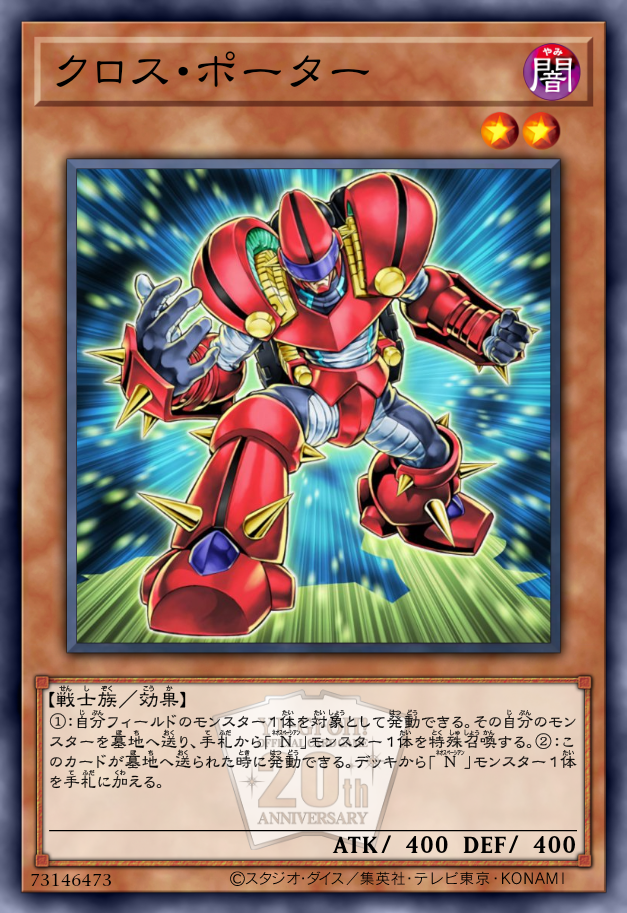 クロス・ポーター
闇
【戦士族/効果】
①:自分フィールドのモンスター1体を対象として発動できる。その自分のモン
スターを墓地へ送り、手札から「N」モンスター1体を特殊召喚する。②:こ
のカードが墓地へ送られた時に発動できる。デッキから「N」モンスター1体
を手札に加える。
20th
ANNIVERSARY
ATK/ 400 DEF/ 400
73146473 ©スタジオ・ダイス/集英社・テレビ東京・KONAMI